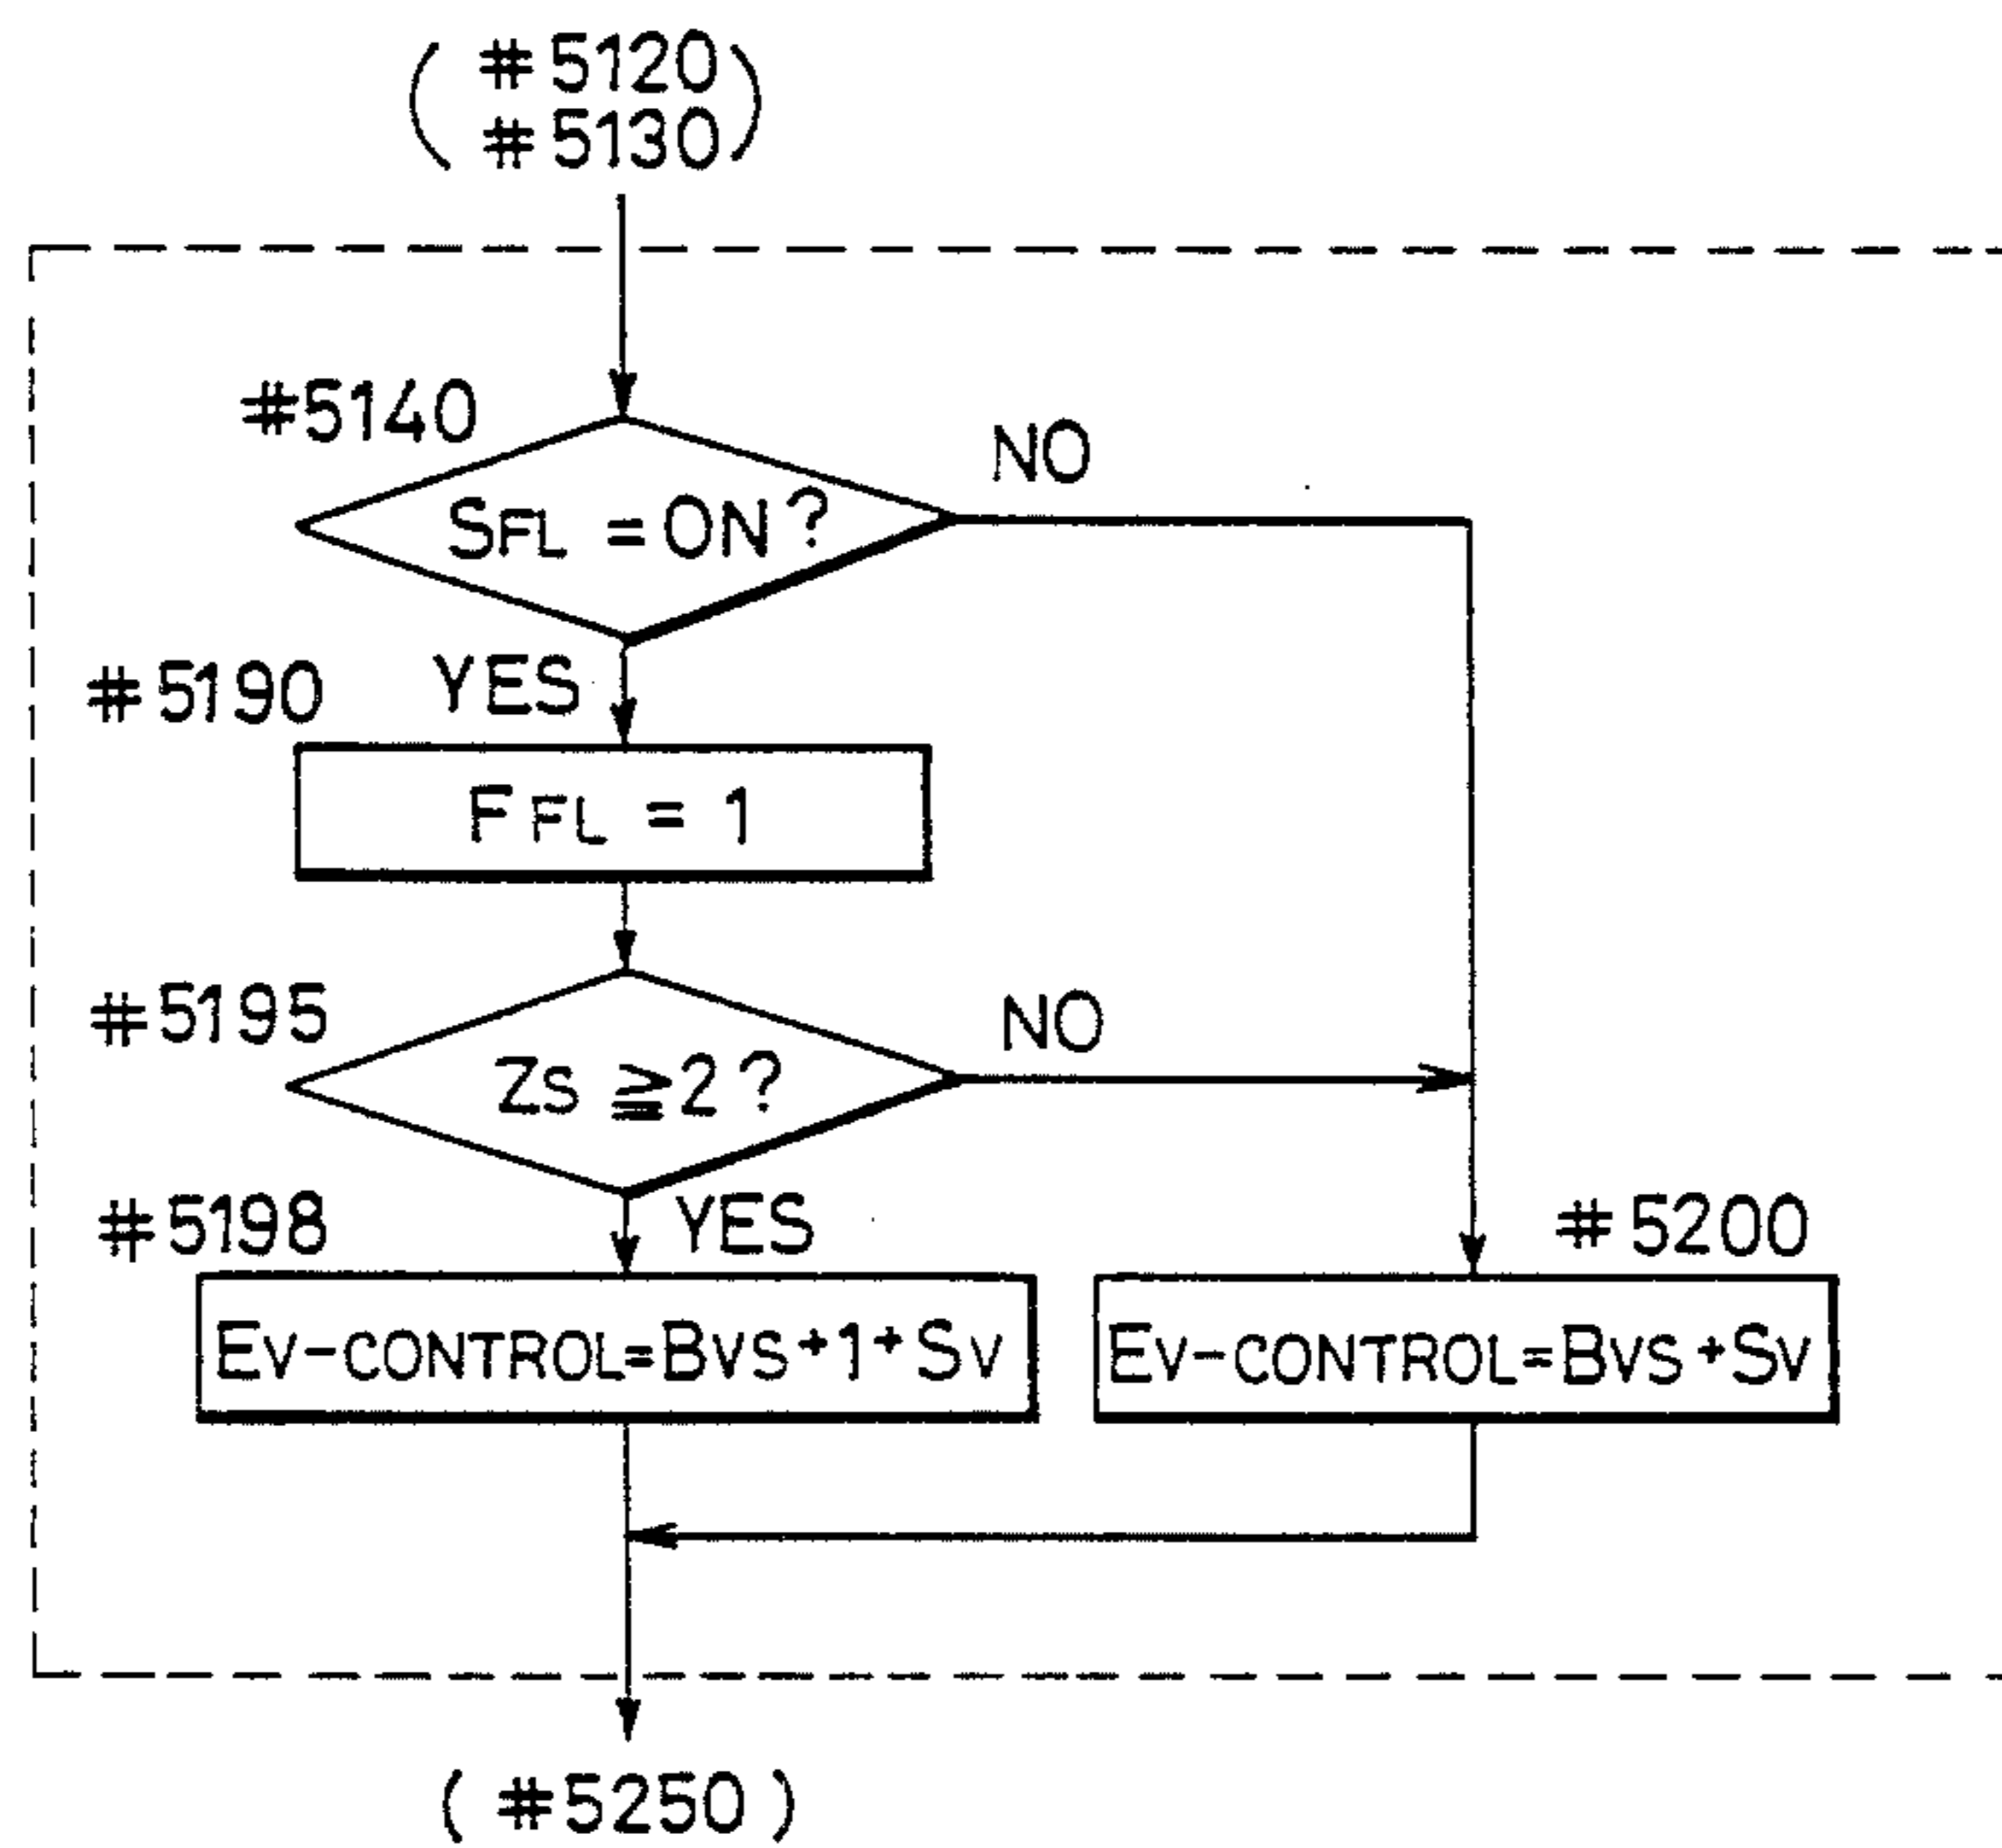 ( #5120 )
( #5130 )
#5140
SFL = ON ?
NO
YES
#5190
FFL = 1
#5195
ZS ≧ 2 ?
NO
YES
#5198
EV-CONTROL=BVS+1+SV
#5200
EV-CONTROL=BVS+SV
( #5250 )